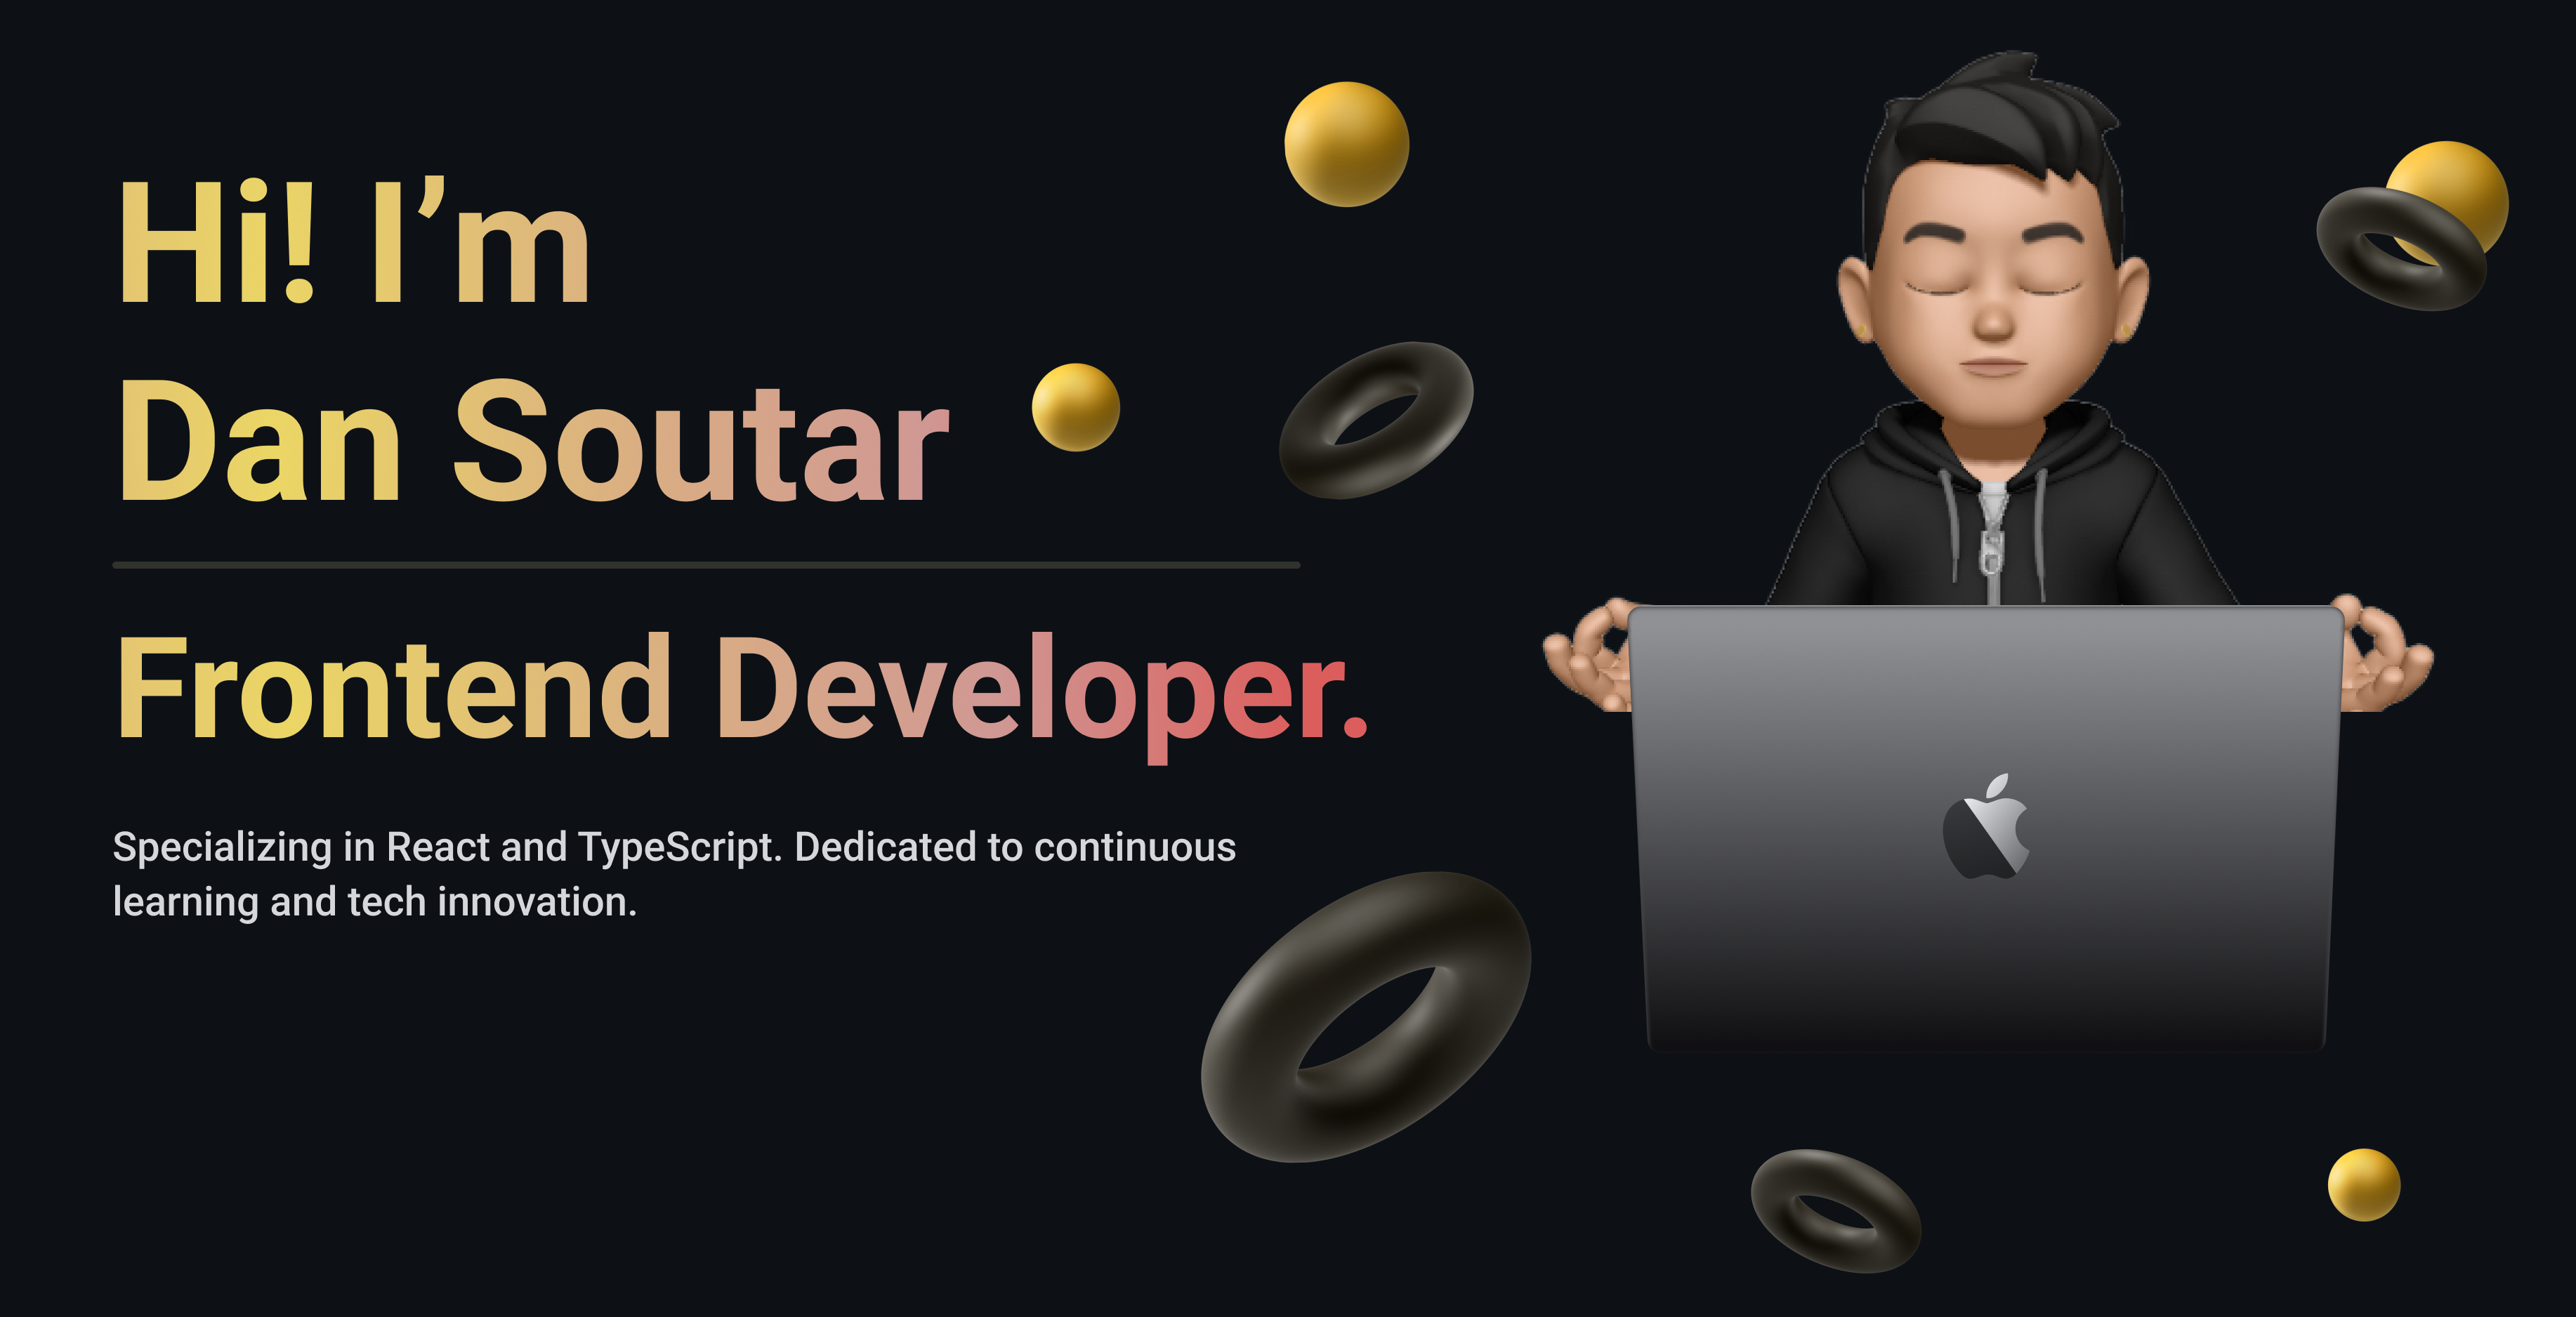 Hi! I’m
Dan Soutar
Frontend Developer.
Specializing in React and TypeScript. Dedicated to continuous
learning and tech innovation.